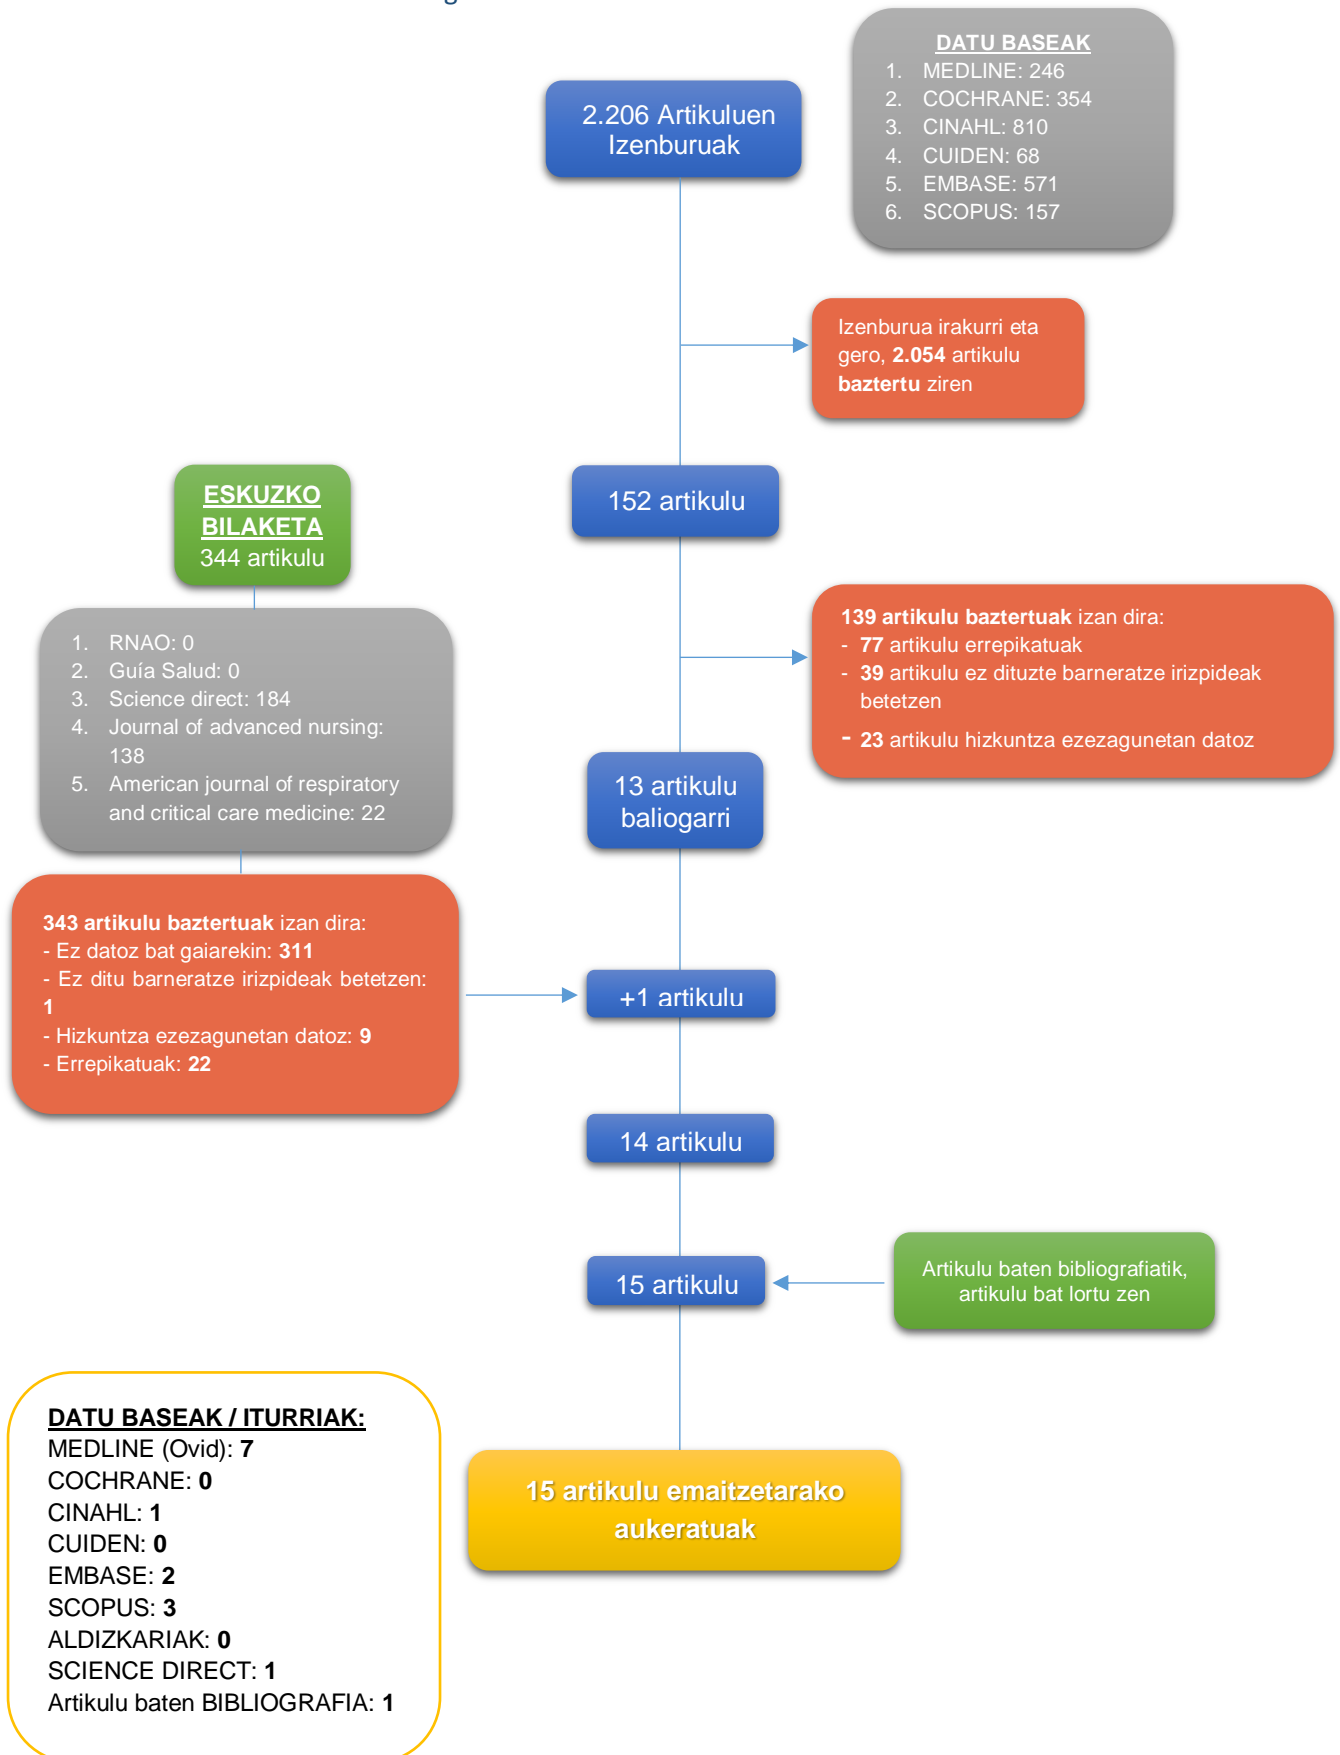 DATU BASEAK
1. MEDLINE: 246
2. COCHRANE: 354
3. CINAHL: 810
4. CUIDEN: 68
5. EMBASE: 571
6. SCOPUS: 157
2.206 Artikuluen
Izenburuak
Izenburua irakurri eta
gero, 2.054 artikulu
baztertu ziren
152 artikulu
ESKUZKO
BILAKETA
344 artikulu
1. RNAO: 0
2. Guía Salud: 0
3. Science direct: 184
4. Journal of advanced nursing:
138
5. American journal of respiratory
and critical care medicine: 22
139 artikulu baztertuak izan dira:
- 77 artikulu errepikatuak
- 39 artikulu ez dituzte barneratze irizpideak
betetzen
- 23 artikulu hizkuntza ezezagunetan datoz
13 artikulu
baliogarri
343 artikulu baztertuak izan dira:
- Ez datoz bat gaiarekin: 311
- Ez ditu barneratze irizpideak betetzen:
1
- Hizkuntza ezezagunetan datoz: 9
- Errepikatuak: 22
+1 artikulu
14 artikulu
15 artikulu
Artikulu baten bibliografiatik,
artikulu bat lortu zen
15 artikulu emaitzetarako
aukeratuak
DATU BASEAK / ITURRIAK:
MEDLINE (Ovid): 7
COCHRANE: 0
CINAHL: 1
CUIDEN: 0
EMBASE: 2
SCOPUS: 3
ALDIZKARIAK: 0
SCIENCE DIRECT: 1
Artikulu baten BIBLIOGRAFIA: 1